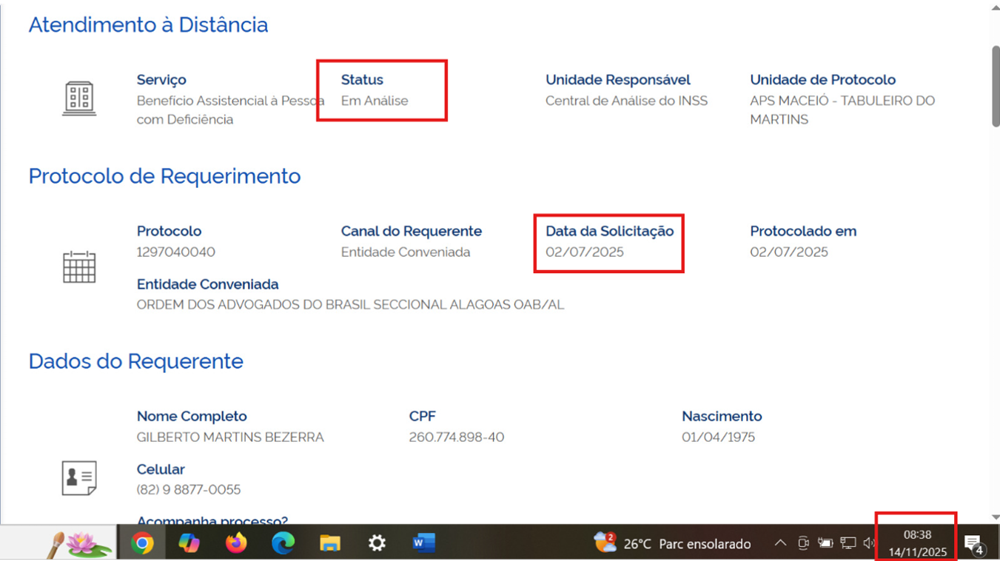 Atendimento à Distância
Serviço
Benefício Assistencial à Pessoa
com Deficiência
Status
Em Análise
Unidade Responsável
Central de Análise do INSS
Unidade de Protocolo
APS MACEIÓ - TABULEIRO DO
MARTINS
Protocolo de Requerimento
Protocolo
1297040040
Canal do Requerente
Entidade Conveniada
Data da Solicitação
02/07/2025
Protocolado em
02/07/2025
Entidade Conveniada
ORDEM DOS ADVOGADOS DO BRASIL SECCIONAL ALAGOAS OAB/AL
Dados do Requerente
Nome Completo
GILBERTO MARTINS BEZERRA
CPF
260.774.898-40
Nascimento
01/04/1975
Celular
(82) 9 8877-0055
Acompanha processo?
W
2
26°C Parc ensolarado
08:38
14/11/2025
4